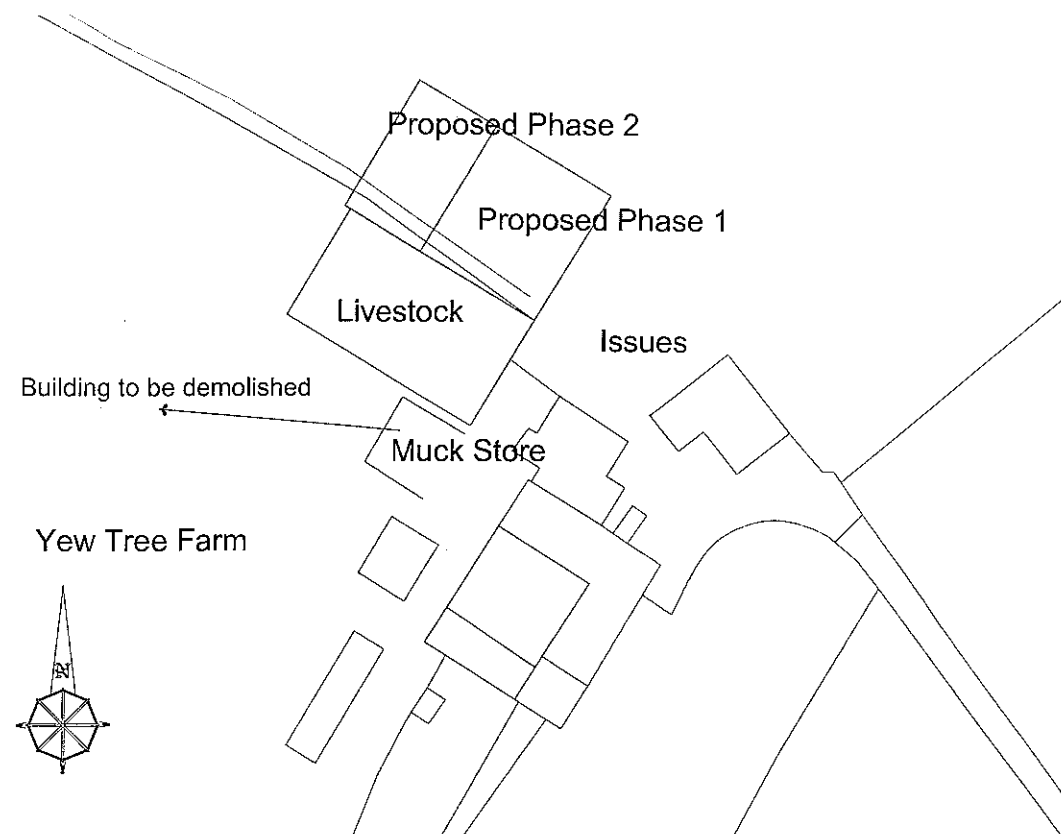 Proposed Phase 2
Proposed Phase 1
Livestock
Issues
Building to be demolished
Muck Store
Yew Tree Farm
N